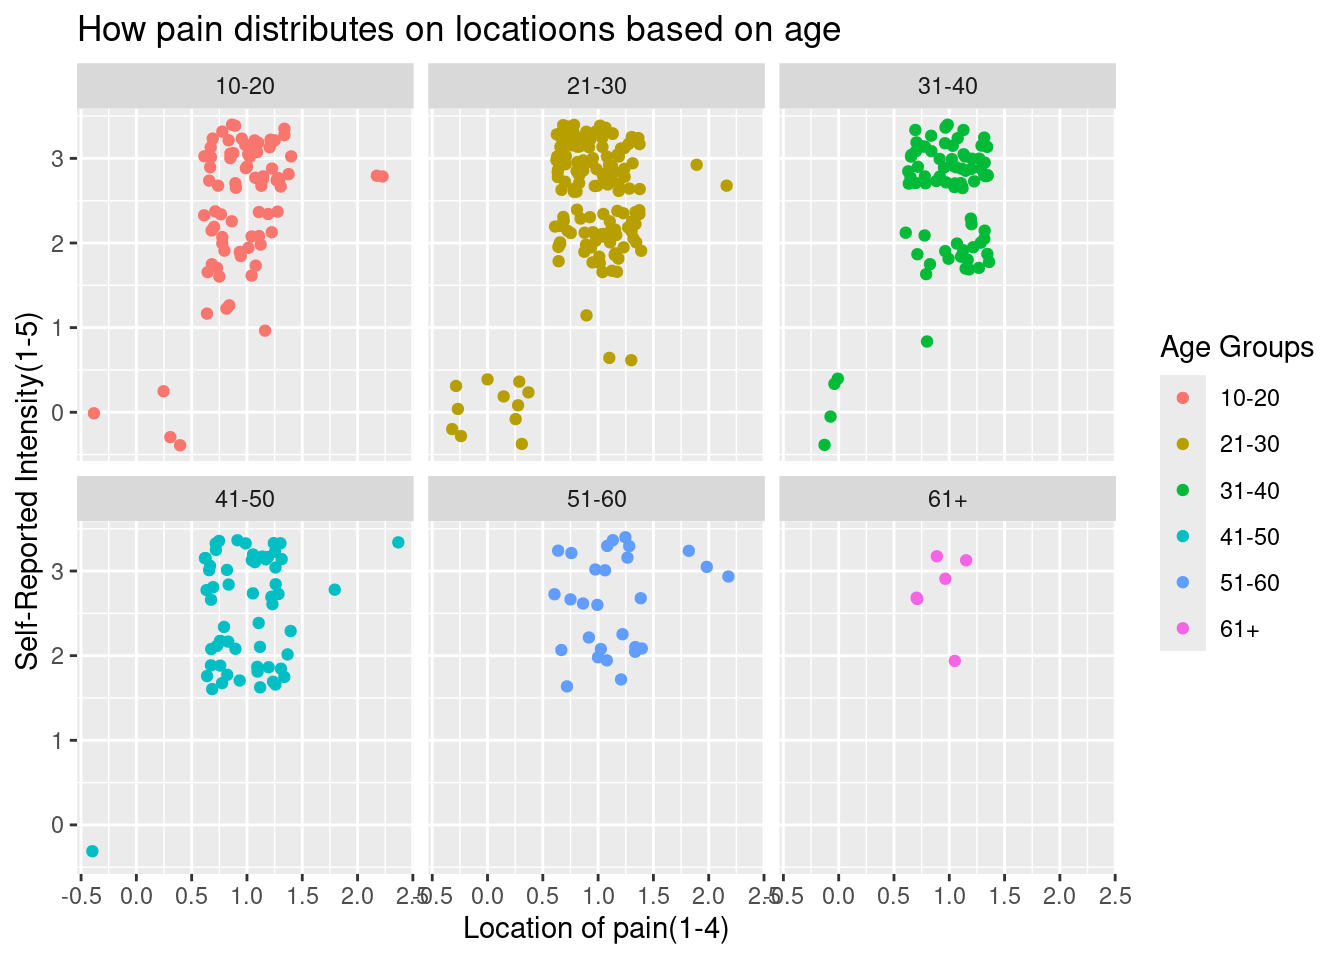 How pain distributes on locatioons based on age
10-20
21-30
31-40
3
2
1
0
41-50
51-60
61+
3
2
1
0
-0.5 0.0 0.5 1.0 1.5 2.0 2.5
-0.5 0.0 0.5 1.0 1.5 2.0 2.5
-0.5 0.0 0.5 1.0 1.5 2.0 2.5
Location of pain(1-4)
Self-Reported Intensity(1-5)
Age Groups
10-20
21-30
31-40
41-50
51-60
61+